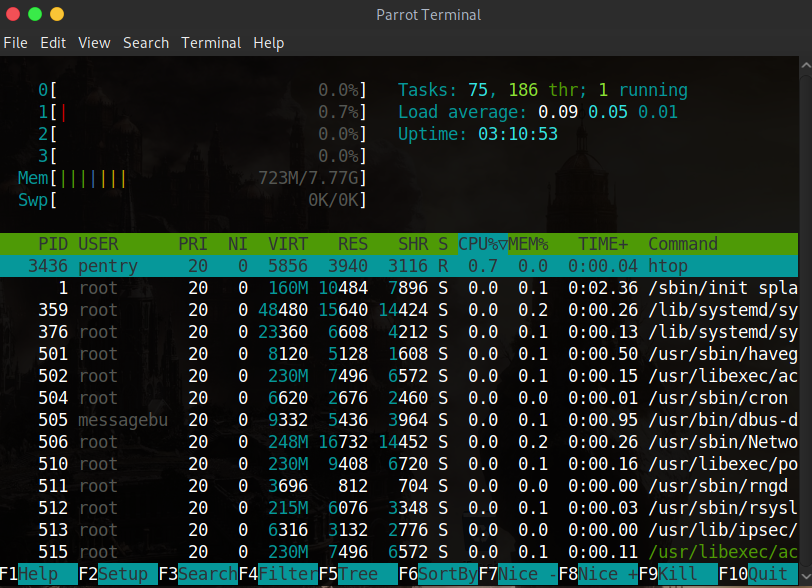 Parrot Terminal
File Edit View Search Terminal Help
0[ 0.0%] Tasks: 75, 186 thr; 1 running
1[| 0.7%] Load average: 0.09 0.05 0.01
2[ 0.0%] Uptime: 03:10:53
3[ 0.0%]
Mem[||||||| 723M/7.77G]
Swp[ 0K/0K]
PID USER PRI NI VIRT RES SHR S CPU%▽MEM% TIME+ Command
3436 pentry 20 0 5856 3940 3116 R 0.7 0.0 0:00.04 htop
1 root 20 0 160M 10484 7896 S 0.0 0.1 0:02.36 /sbin/init spla
359 root 20 0 48480 15640 14424 S 0.0 0.2 0:00.26 /lib/systemd/sy
376 root 20 0 23360 6608 4212 S 0.0 0.1 0:00.13 /lib/systemd/sy
501 root 20 0 8120 5128 1608 S 0.0 0.1 0:00.50 /usr/sbin/haveg
502 root 20 0 230M 7496 6572 S 0.0 0.1 0:00.15 /usr/libexec/ac
504 root 20 0 6620 2676 2460 S 0.0 0.0 0:00.01 /usr/sbin/cron
505 messagebu 20 0 9332 5436 3964 S 0.0 0.1 0:00.95 /usr/bin/dbus-d
506 root 20 0 248M 16732 14452 S 0.0 0.2 0:00.26 /usr/sbin/Netwo
510 root 20 0 230M 9408 6720 S 0.0 0.1 0:00.16 /usr/libexec/po
511 root 20 0 3696 812 704 S 0.0 0.0 0:00.00 /usr/sbin/rngd
512 root 20 0 215M 6076 3348 S 0.0 0.1 0:00.03 /usr/sbin/rsysl
513 root 20 0 6316 3132 2776 S 0.0 0.0 0:00.00 /usr/lib/ipsec/
515 root 20 0 230M 7496 6572 S 0.0 0.1 0:00.11 /usr/libexec/ac
F1Help F2Setup F3SearchF4FilterF5Tree F6SortByF7Nice -F8Nice +F9Kill F10Quit